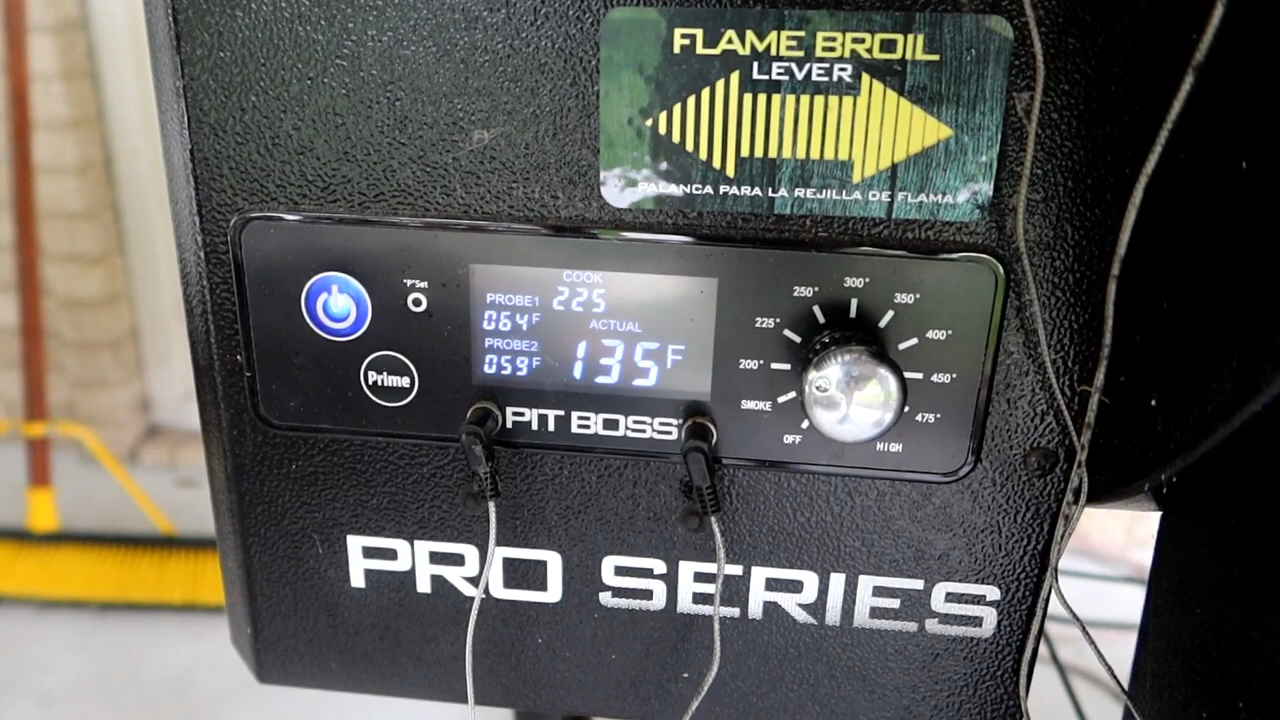 FLAME BROIL
LEVER
PALANCA PARA LA REJILLA DE FLAMA
"P"Set
Prime
COOK
225
PROBE1
064F
ACTUAL
135F
PROBE2
059F
PIT BOSS
OFF
SMOKE
200°
225°
250°
300°
350°
400°
450°
475°
HIGH
PRO SERIES